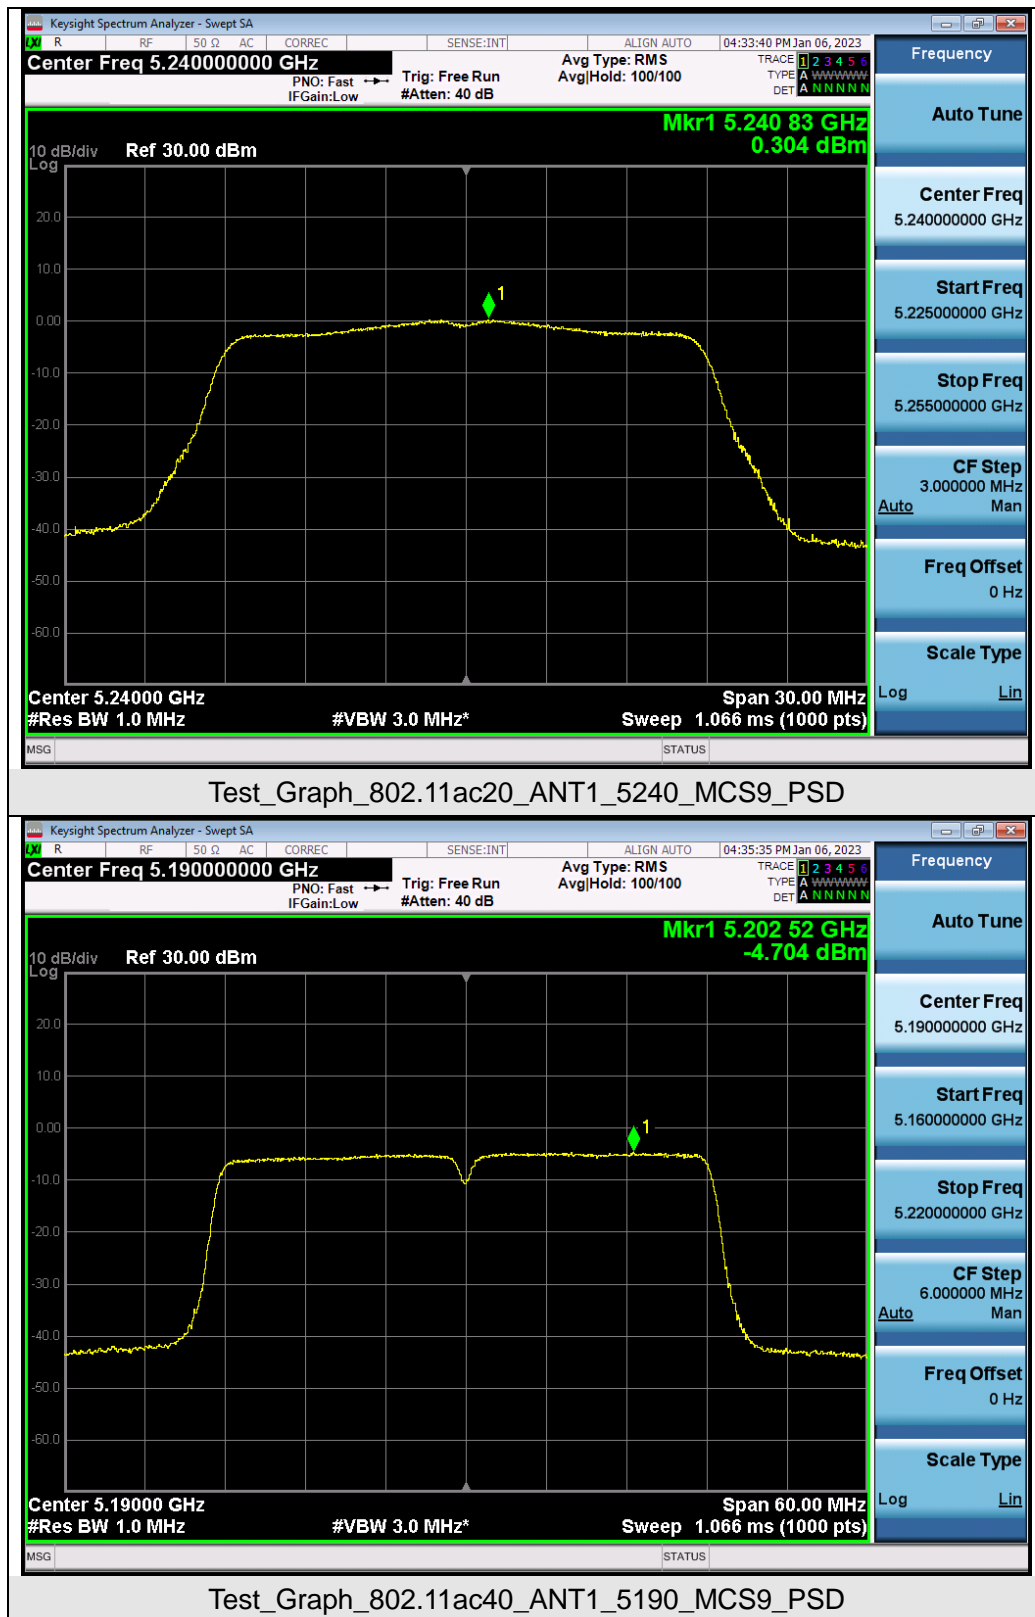 Keysight Spectrum Analyzer - Swept SA
LXI R RF 50 Ω AC CORREC SENSE:INT ALIGN AUTO 04:33:40 PM Jan 06, 2023
Center Freq 5.240000000 GHz
PNO: Fast
IFGain:Low
Trig: Free Run
#Atten: 40 dB
Avg Type: RMS
Avg|Hold: 100/100
TRACE 1 2 3 4 5 6
TYPE A WWWWW
DET A N N N N N
Mkr1 5.240 83 GHz
0.304 dBm
10 dB/div Ref 30.00 dBm
Log
20.0
10.0
0.00
-10.0
-20.0
-30.0
-40.0
-50.0
-60.0
1
Center 5.24000 GHz Span 30.00 MHz
#Res BW 1.0 MHz #VBW 3.0 MHz* Sweep 1.066 ms (1000 pts)
MSG STATUS
Frequency
Auto Tune
Center Freq
5.240000000 GHz
Start Freq
5.225000000 GHz
Stop Freq
5.255000000 GHz
CF Step
3.000000 MHz
Auto Man
Freq Offset
0 Hz
Scale Type
Log Lin
Test_Graph_802.11ac20_ANT1_5240_MCS9_PSD
Keysight Spectrum Analyzer - Swept SA
LXI R RF 50 Ω AC CORREC SENSE:INT ALIGN AUTO 04:35:35 PM Jan 06, 2023
Center Freq 5.190000000 GHz
PNO: Fast
IFGain:Low
Trig: Free Run
#Atten: 40 dB
Avg Type: RMS
Avg|Hold: 100/100
TRACE 1 2 3 4 5 6
TYPE A WWWWW
DET A N N N N N
Mkr1 5.202 52 GHz
-4.704 dBm
10 dB/div Ref 30.00 dBm
Log
20.0
10.0
0.00
-10.0
-20.0
-30.0
-40.0
-50.0
-60.0
1
Center 5.19000 GHz Span 60.00 MHz
#Res BW 1.0 MHz #VBW 3.0 MHz* Sweep 1.066 ms (1000 pts)
MSG STATUS
Frequency
Auto Tune
Center Freq
5.190000000 GHz
Start Freq
5.160000000 GHz
Stop Freq
5.220000000 GHz
CF Step
6.000000 MHz
Auto Man
Freq Offset
0 Hz
Scale Type
Log Lin
Test_Graph_802.11ac40_ANT1_5190_MCS9_PSD